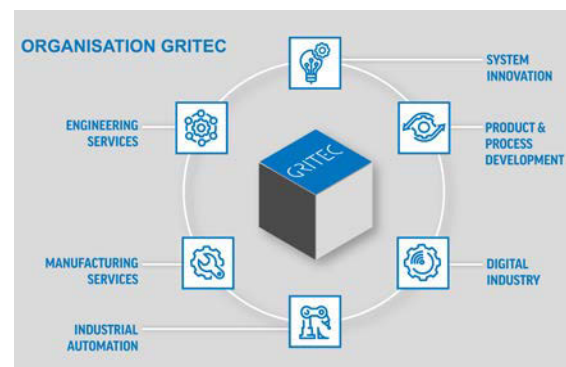 ORGANISATION GRITEC
SYSTEM
INNOVATION
ENGINEERING
SERVICES
PRODUCT &
PROCESS
DEVELOPMENT
GRITEC
MANUFACTURING
SERVICES
DIGITAL
INDUSTRY
INDUSTRIAL
AUTOMATION